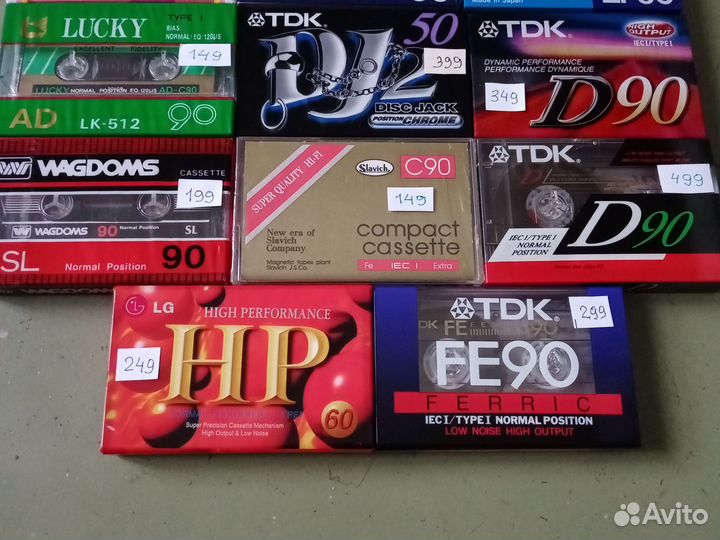 Made in Japan
LUCKY
TYPE I
BIAS
NORMAL: EQ 120µS
149
EXCELLENT FIDELITY
LUCKY NORMAL POSITION EQ.120µS AD-C90
AD LK-512 90
TDK
50
399
DJ2
DISC JACK
POSITION CHROME
TDK
HIGH OUTPUT
IEC I/TYPE I
DYNAMIC PERFORMANCE
PERFORMANCE DYNAMIQUE
349
D90
WAGDOMS
CASSETTE
199
WAGDOMS 90 Normal Position SL
SL Normal Position 90
SUPER QUALITY HI-FI
Slavich
C90
149
compact
cassette
New era of
Slavich
Company
Magnetic tapes plant
Slavich J.S.Co.
Fe IEC I Extra
TDK
499
D90
IEC I/TYPE I
NORMAL
POSITION
LG
HIGH PERFORMANCE
HP
249
Super Precision Cassette Mechanism
High Output & Low Noise
60
TDK
299
FE
90
FE90
FERRIC
IEC I/TYPE I NORMAL POSITION
LOW NOISE HIGH OUTPUT
Avito